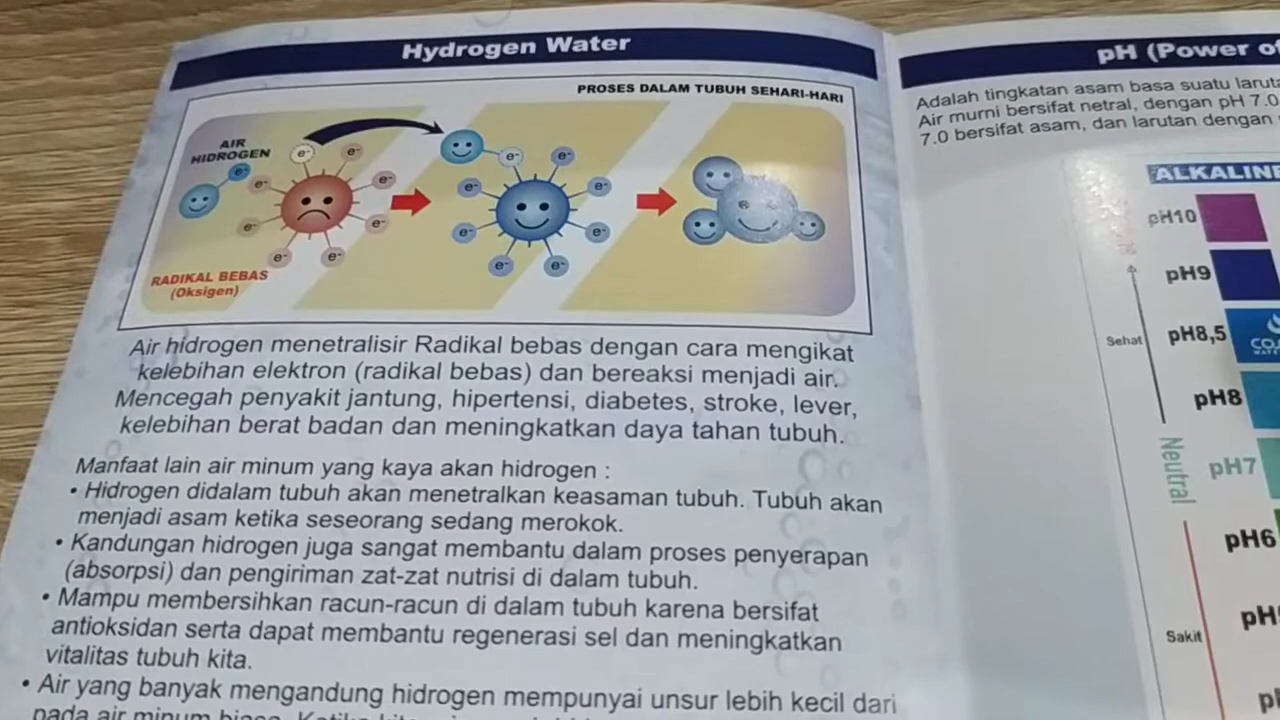 Hydrogen Water
PROSES DALAM TUBUH SEHARI-HARI
AIR
HIDROGEN
e- e- e- e- e- e- e- e-
RADIKAL BEBAS
(Oksigen)
e- e- e- e- e- e- e- e-
Air hidrogen menetralisir Radikal bebas dengan cara mengikat
kelebihan elektron (radikal bebas) dan bereaksi menjadi air.
Mencegah penyakit jantung, hipertensi, diabetes, stroke, lever,
kelebihan berat badan dan meningkatkan daya tahan tubuh.
Manfaat lain air minum yang kaya akan hidrogen :
• Hidrogen didalam tubuh akan menetralkan keasaman tubuh. Tubuh akan
menjadi asam ketika seseorang sedang merokok.
• Kandungan hidrogen juga sangat membantu dalam proses penyerapan
(absorpsi) dan pengiriman zat-zat nutrisi di dalam tubuh.
• Mampu membersihkan racun-racun di dalam tubuh karena bersifat
antioksidan serta dapat membantu regenerasi sel dan meningkatkan
vitalitas tubuh kita.
• Air yang banyak mengandung hidrogen mempunyai unsur lebih kecil dari
pada air minum
pH (Power of
Adalah tingkatan asam basa suatu
Air murni bersifat netral, dengan pH 7.0
7.0 bersifat asam, dan larutan dengan
ALKALINE
pH10
pH9
Sehat
pH8,5
pH8
Neutral
pH7
pH6
Sakit